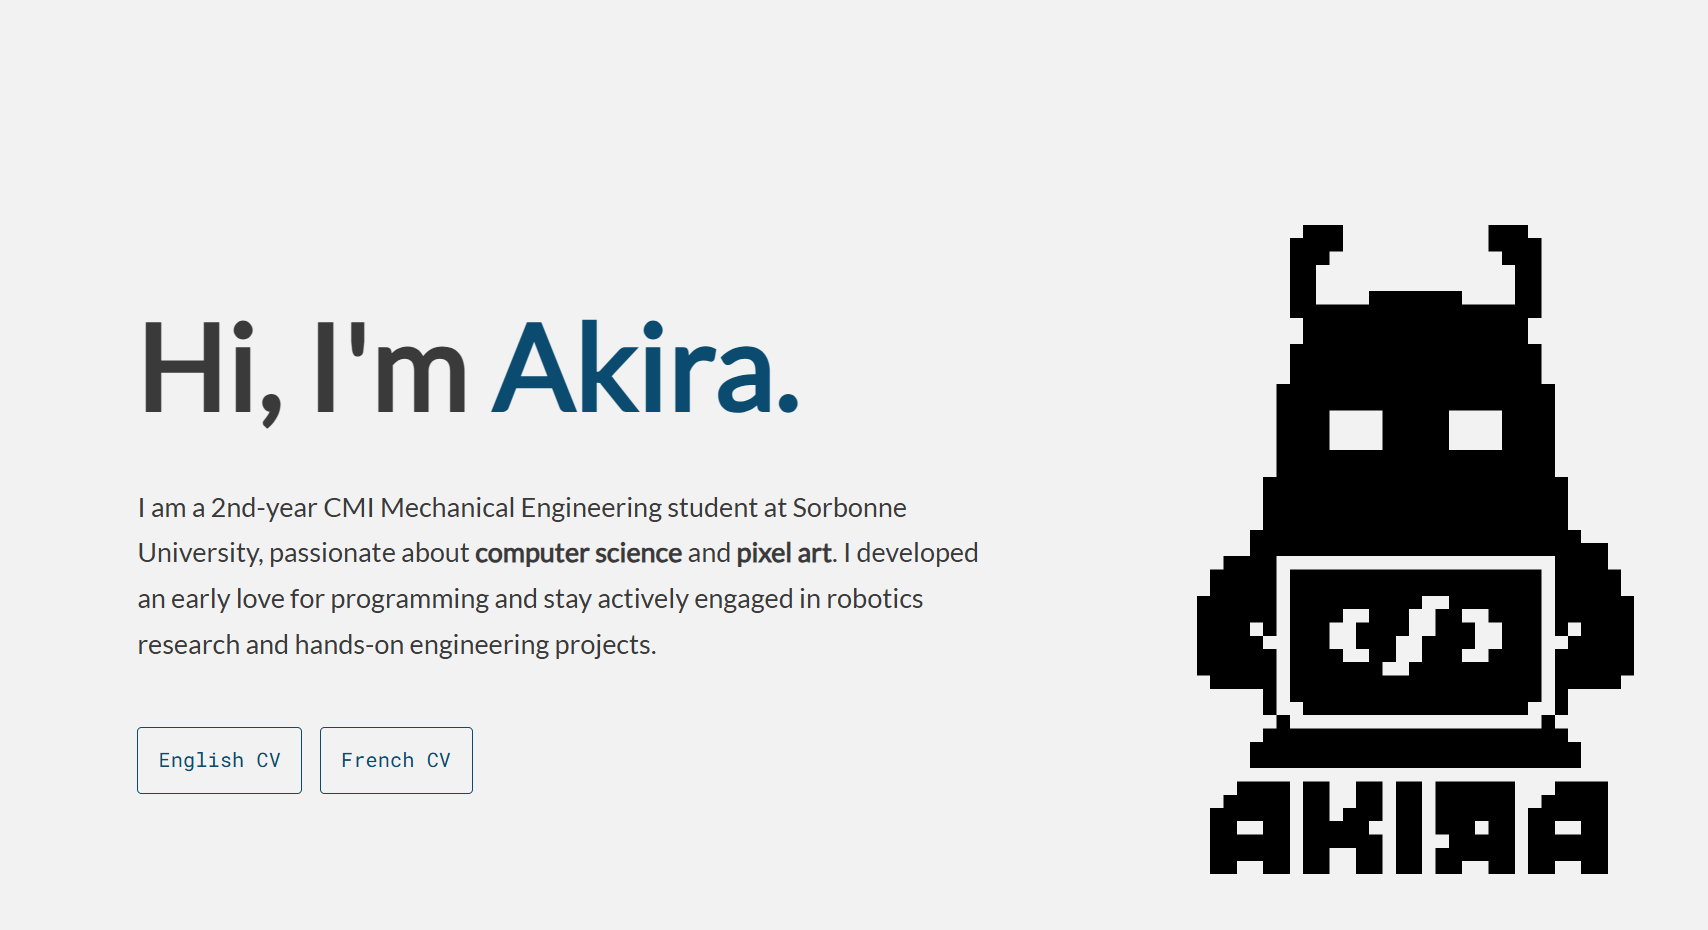 Hi, I'm Akira.
I am a 2nd-year CMI Mechanical Engineering student at Sorbonne
University, passionate about computer science and pixel art. I developed
an early love for programming and stay actively engaged in robotics
research and hands-on engineering projects.
English CV
French CV
</>
AKIЯA